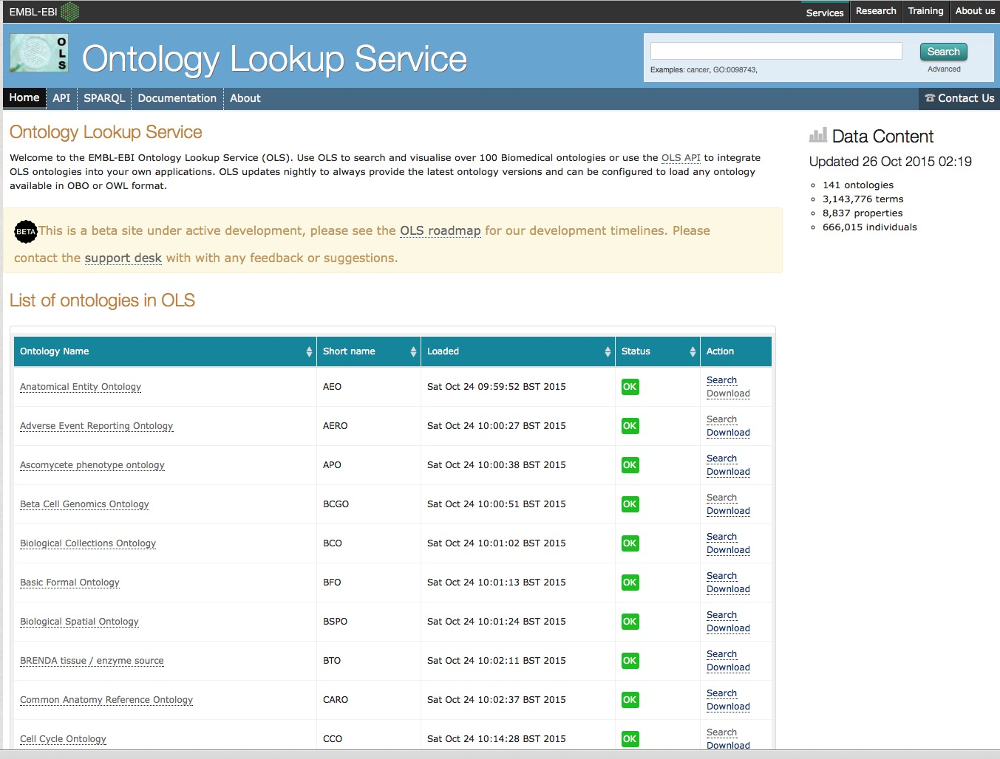 EMBL-EBI
Services Research Training About us
OLS
Ontology Lookup Service
Search
Examples: cancer, GO:0098743,
Advanced
Home API SPARQL Documentation About
Contact Us
Ontology Lookup Service
Welcome to the EMBL-EBI Ontology Lookup Service (OLS). Use OLS to search and visualise over 100 Biomedical ontologies or use the OLS API to integrate
OLS ontologies into your own applications. OLS updates nightly to always provide the latest ontology versions and can be configured to load any ontology
available in OBO or OWL format.
BETA This is a beta site under active development, please see the OLS roadmap for our development timelines. Please
contact the support desk with with any feedback or suggestions.
Data Content
Updated 26 Oct 2015 02:19
141 ontologies
3,143,776 terms
8,837 properties
666,015 individuals
List of ontologies in OLS
Ontology Name Short name Loaded Status Action
Anatomical Entity Ontology AEO Sat Oct 24 09:59:52 BST 2015 OK Search
Download
Adverse Event Reporting Ontology AERO Sat Oct 24 10:00:27 BST 2015 OK Search
Download
Ascomycete phenotype ontology APO Sat Oct 24 10:00:38 BST 2015 OK Search
Download
Beta Cell Genomics Ontology BCGO Sat Oct 24 10:00:51 BST 2015 OK Search
Download
Biological Collections Ontology BCO Sat Oct 24 10:01:02 BST 2015 OK Search
Download
Basic Formal Ontology BFO Sat Oct 24 10:01:13 BST 2015 OK Search
Download
Biological Spatial Ontology BSPO Sat Oct 24 10:01:24 BST 2015 OK Search
Download
BRENDA tissue / enzyme source BTO Sat Oct 24 10:02:11 BST 2015 OK Search
Download
Common Anatomy Reference Ontology CARO Sat Oct 24 10:02:37 BST 2015 OK Search
Download
Cell Cycle Ontology CCO Sat Oct 24 10:14:28 BST 2015 OK Search
Download